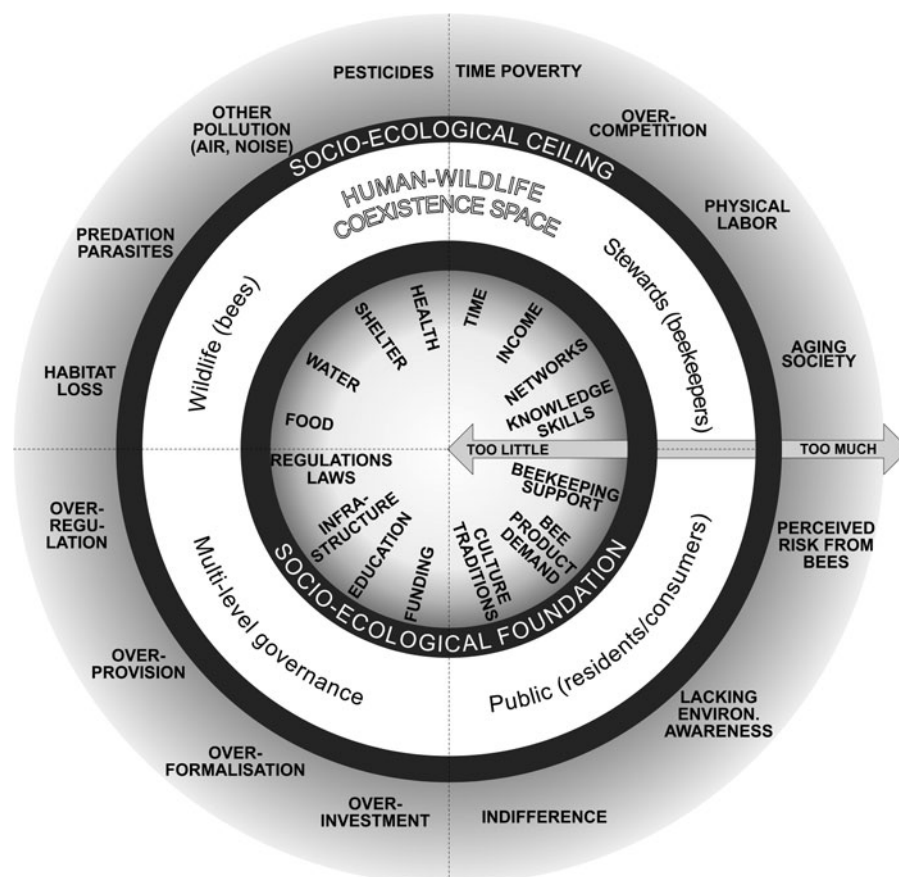 PESTICIDES
TIME POVERTY
OTHER
POLLUTION
(AIR, NOISE)
OVER-
COMPETITION
SOCIO-ECOLOGICAL CEILING
HUMAN-WILDLIFE
COEXISTENCE SPACE
PREDATION
PARASITES
PHYSICAL
LABOR
Wildlife (bees)
Stewards (beekeepers)
HABITAT
LOSS
AGING
SOCIETY
FOOD
WATER
SHELTER
HEALTH
TIME
INCOME
NETWORKS
KNOWLEDGE
SKILLS
TOO LITTLE
TOO MUCH
REGULATIONS
LAWS
INFRA-
STRUCTURE
EDUCATION
FUNDING
CULTURE
TRADITIONS
BEE
PRODUCT
DEMAND
BEEKEEPING
SUPPORT
SOCIO-ECOLOGICAL FOUNDATION
OVER-
REGU-
LATION
PERCEIVED
RISK FROM
BEES
Multi-level governance
Public (residents/consumers)
OVER-
PROVISION
LACKING
ENVIRON.
AWARENESS
OVER-
FORMALISATION
OVER-
INVESTMENT
INDIFFERENCE